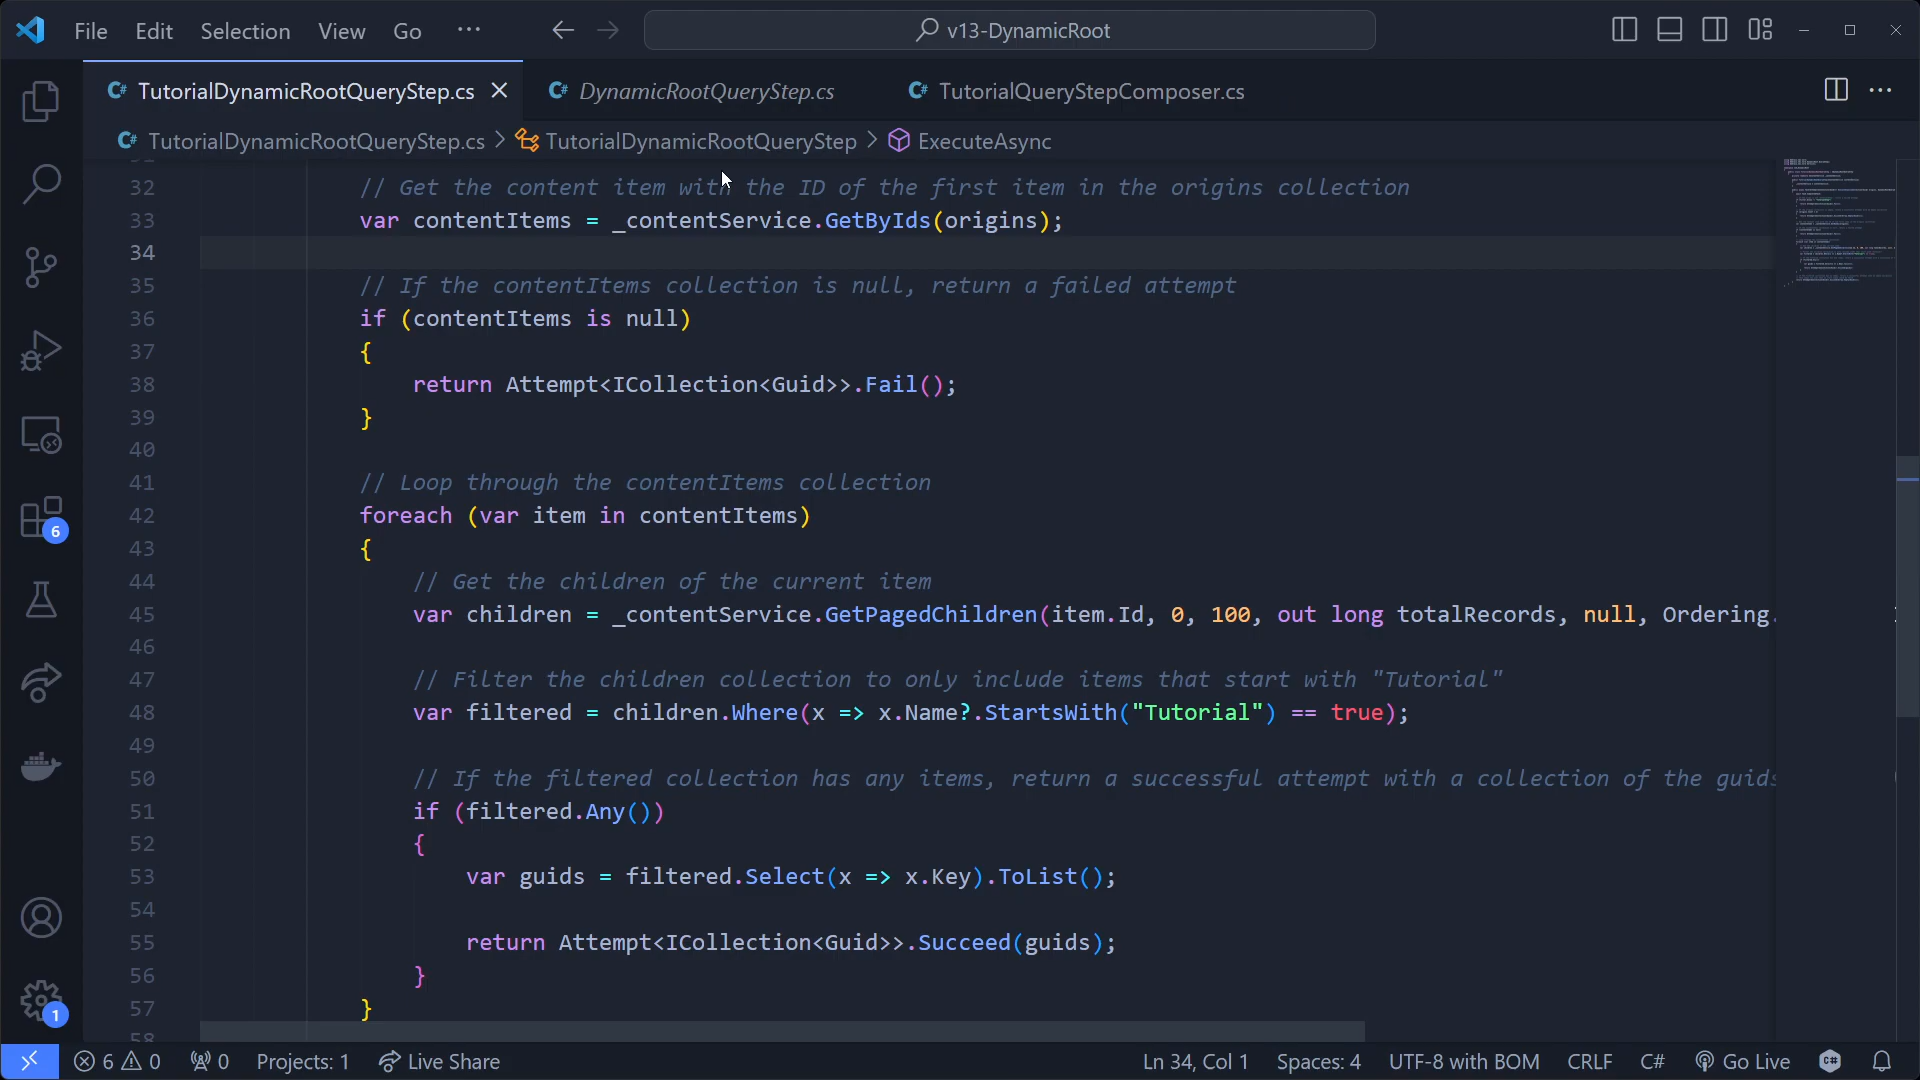 File Edit Selection View Go ··· v13-DynamicRoot
TutorialDynamicRootQueryStep.cs DynamicRootQueryStep.cs TutorialQueryStepComposer.cs
TutorialDynamicRootQueryStep.cs > TutorialDynamicRootQueryStep > ExecuteAsync
32 // Get the content item with the ID of the first item in the origins collection
33 var contentItems = _contentService.GetByIds(origins);
34
35 // If the contentItems collection is null, return a failed attempt
36 if (contentItems is null)
37 {
38 return Attempt<ICollection<Guid>>.Fail();
39 }
40
41 // Loop through the contentItems collection
42 foreach (var item in contentItems)
43 {
44 // Get the children of the current item
45 var children = _contentService.GetPagedChildren(item.Id, 0, 100, out long totalRecords, null, Ordering.
46
47 // Filter the children collection to only include items that start with "Tutorial"
48 var filtered = children.Where(x => x.Name?.StartsWith("Tutorial") == true);
49
50 // If the filtered collection has any items, return a successful attempt with a collection of the guids
51 if (filtered.Any())
52 {
53 var guids = filtered.Select(x => x.Key).ToList();
54
55 return Attempt<ICollection<Guid>>.Succeed(guids);
56 }
57 }
58
6
1
6 0 0 Projects: 1 Live Share Ln 34, Col 1 Spaces: 4 UTF-8 with BOM CRLF C# Go Live